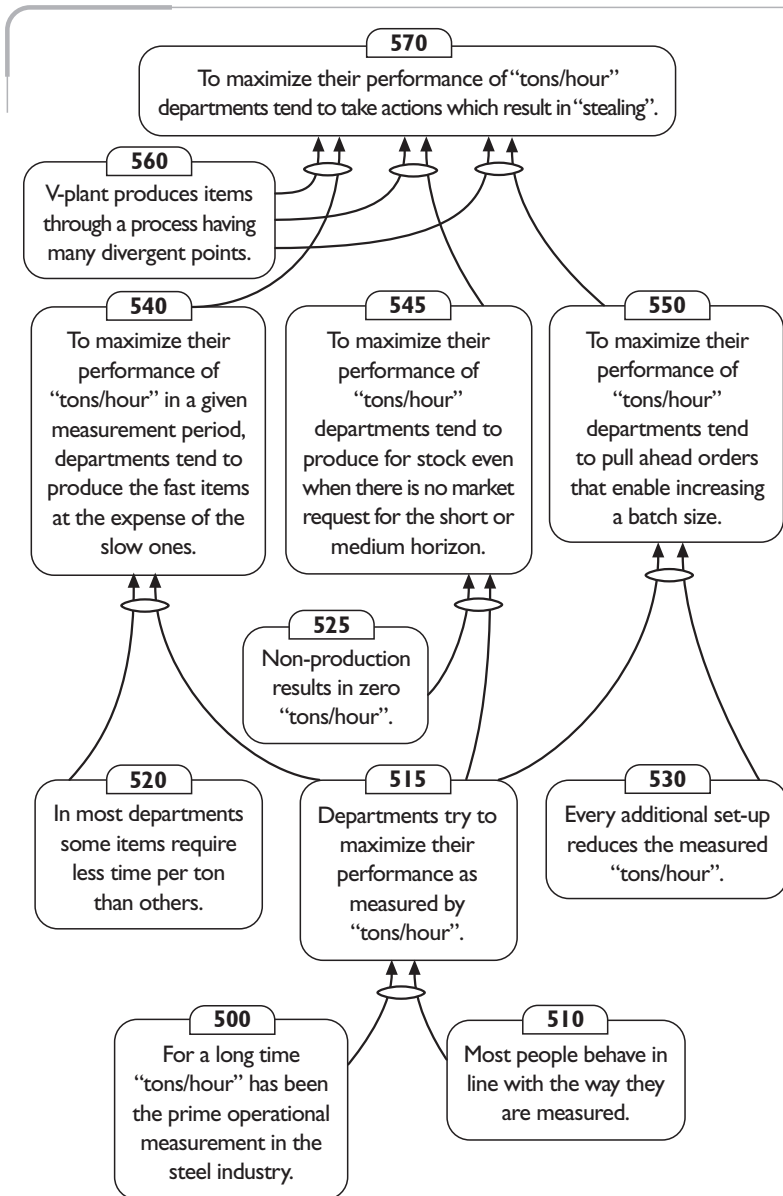 570
To maximize their performance of “tons/hour”
departments tend to take actions which result in “stealing”.
560
V-plant produces items
through a process having
many divergent points.
540
To maximize their
performance of
“tons/hour” in a given
measurement period,
departments tend to
produce the fast items
at the expense of the
slow ones.
545
To maximize their
performance of
“tons/hour”
departments tend to
produce for stock even
when there is no market
request for the short or
medium horizon.
550
To maximize their
performance of
“tons/hour”
departments tend
to pull ahead orders
that enable increasing
a batch size.
525
Non-production
results in zero
“tons/hour”.
520
In most departments
some items require
less time per ton
than others.
515
Departments try to
maximize their
performance as
measured by
“tons/hour”.
530
Every additional set-up
reduces the measured
“tons/hour”.
500
For a long time
“tons/hour” has been
the prime operational
measurement in the
steel industry.
510
Most people behave in
line with the way they
are measured.